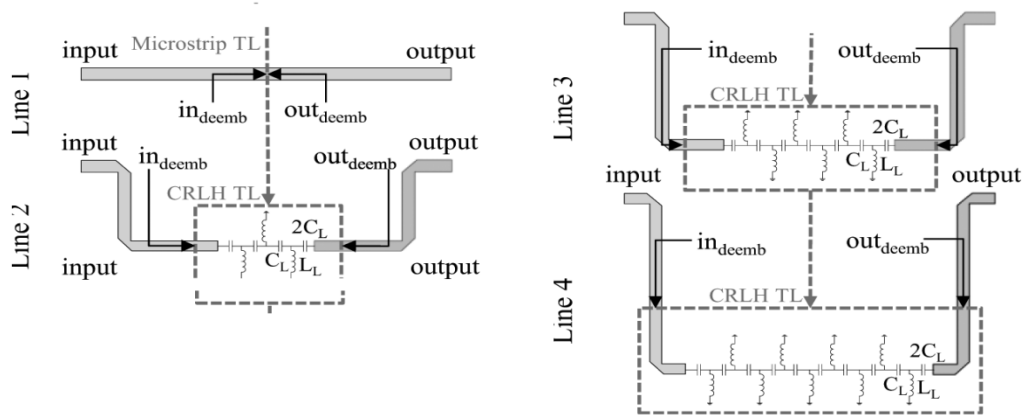 Line 1
input
Microstrip TL
output
in_deemb
out_deemb
Line 2
input
in_deemb
out_deemb
output
CRLH TL
2C_L
C_L
L_L
input
output
Line 3
in_deemb
out_deemb
CRLH TL
2C_L
C_L
L_L
Line 4
input
output
in_deemb
out_deemb
CRLH TL
2C_L
C_L
L_L